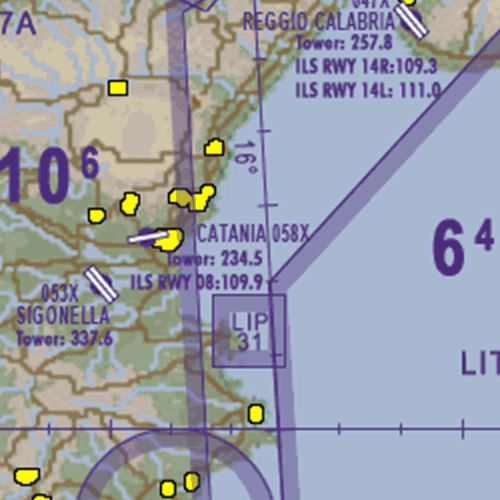 7A
047X
REGGIO CALABRIA
Tower: 257.8
ILS RWY 14R:109.3
ILS RWY 14L: 111.0
16°
10 6
6 4
CATANIA 058X
Tower: 234.5
ILS RWY 08:109.9
053X
SIGONELLA
Tower: 337.6
LIP
31
LIT